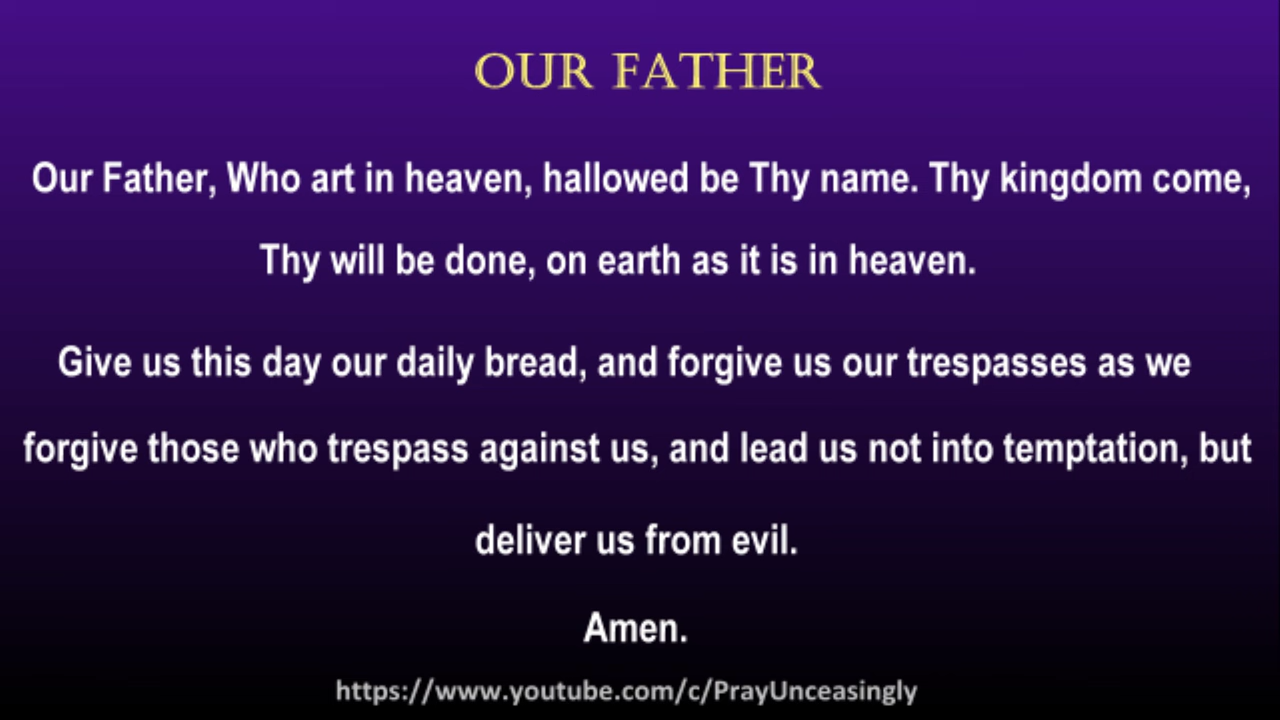 OUR FATHER
Our Father, Who art in heaven, hallowed be Thy name. Thy kingdom come,
Thy will be done, on earth as it is in heaven.
Give us this day our daily bread, and forgive us our trespasses as we
forgive those who trespass against us, and lead us not into temptation, but
deliver us from evil.
Amen.
https://www.youtube.com/c/PrayUnceasingly